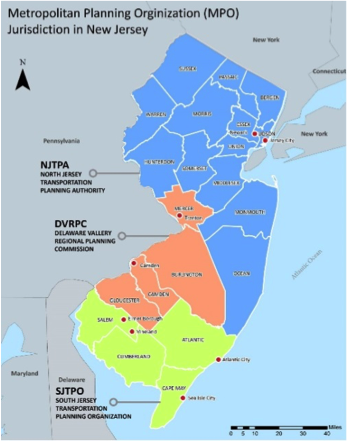 Metropolitan Planning Orginization (MPO)
Jurisdiction in New Jersey
New York
Connecticut
N
SUSSEX
PASSAIC
BERGEN
WARREN
MORRIS
ESSEX
Newark
HUDSON
Jersey City
New York
UNION
Pennsylvania
HUNTERDON
SOMERSET
MIDDLESEX
NJTPA
NORTH JERSEY
TRANSPORTATION
PLANNING AUTHORITY
MERCER
Trenton
MONMOUTH
DVRPC
DELAWARE VALLERY
REGIONAL PLANNING
COMMISSION
OCEAN
Atlantic Ocean
Camden
BURLINGTON
CAMDEN
GLOUCESTER
SALEM
Vineland
ATLANTIC
CUMBERLAND
Atlantic City
Maryland
Delaware
CAPE MAY
Sea Isle City
SJTPO
SOUTH JERSEY
TRANSPORTATION
PLANNING ORGANIZATION
0 5 10 20 30 40 Miles